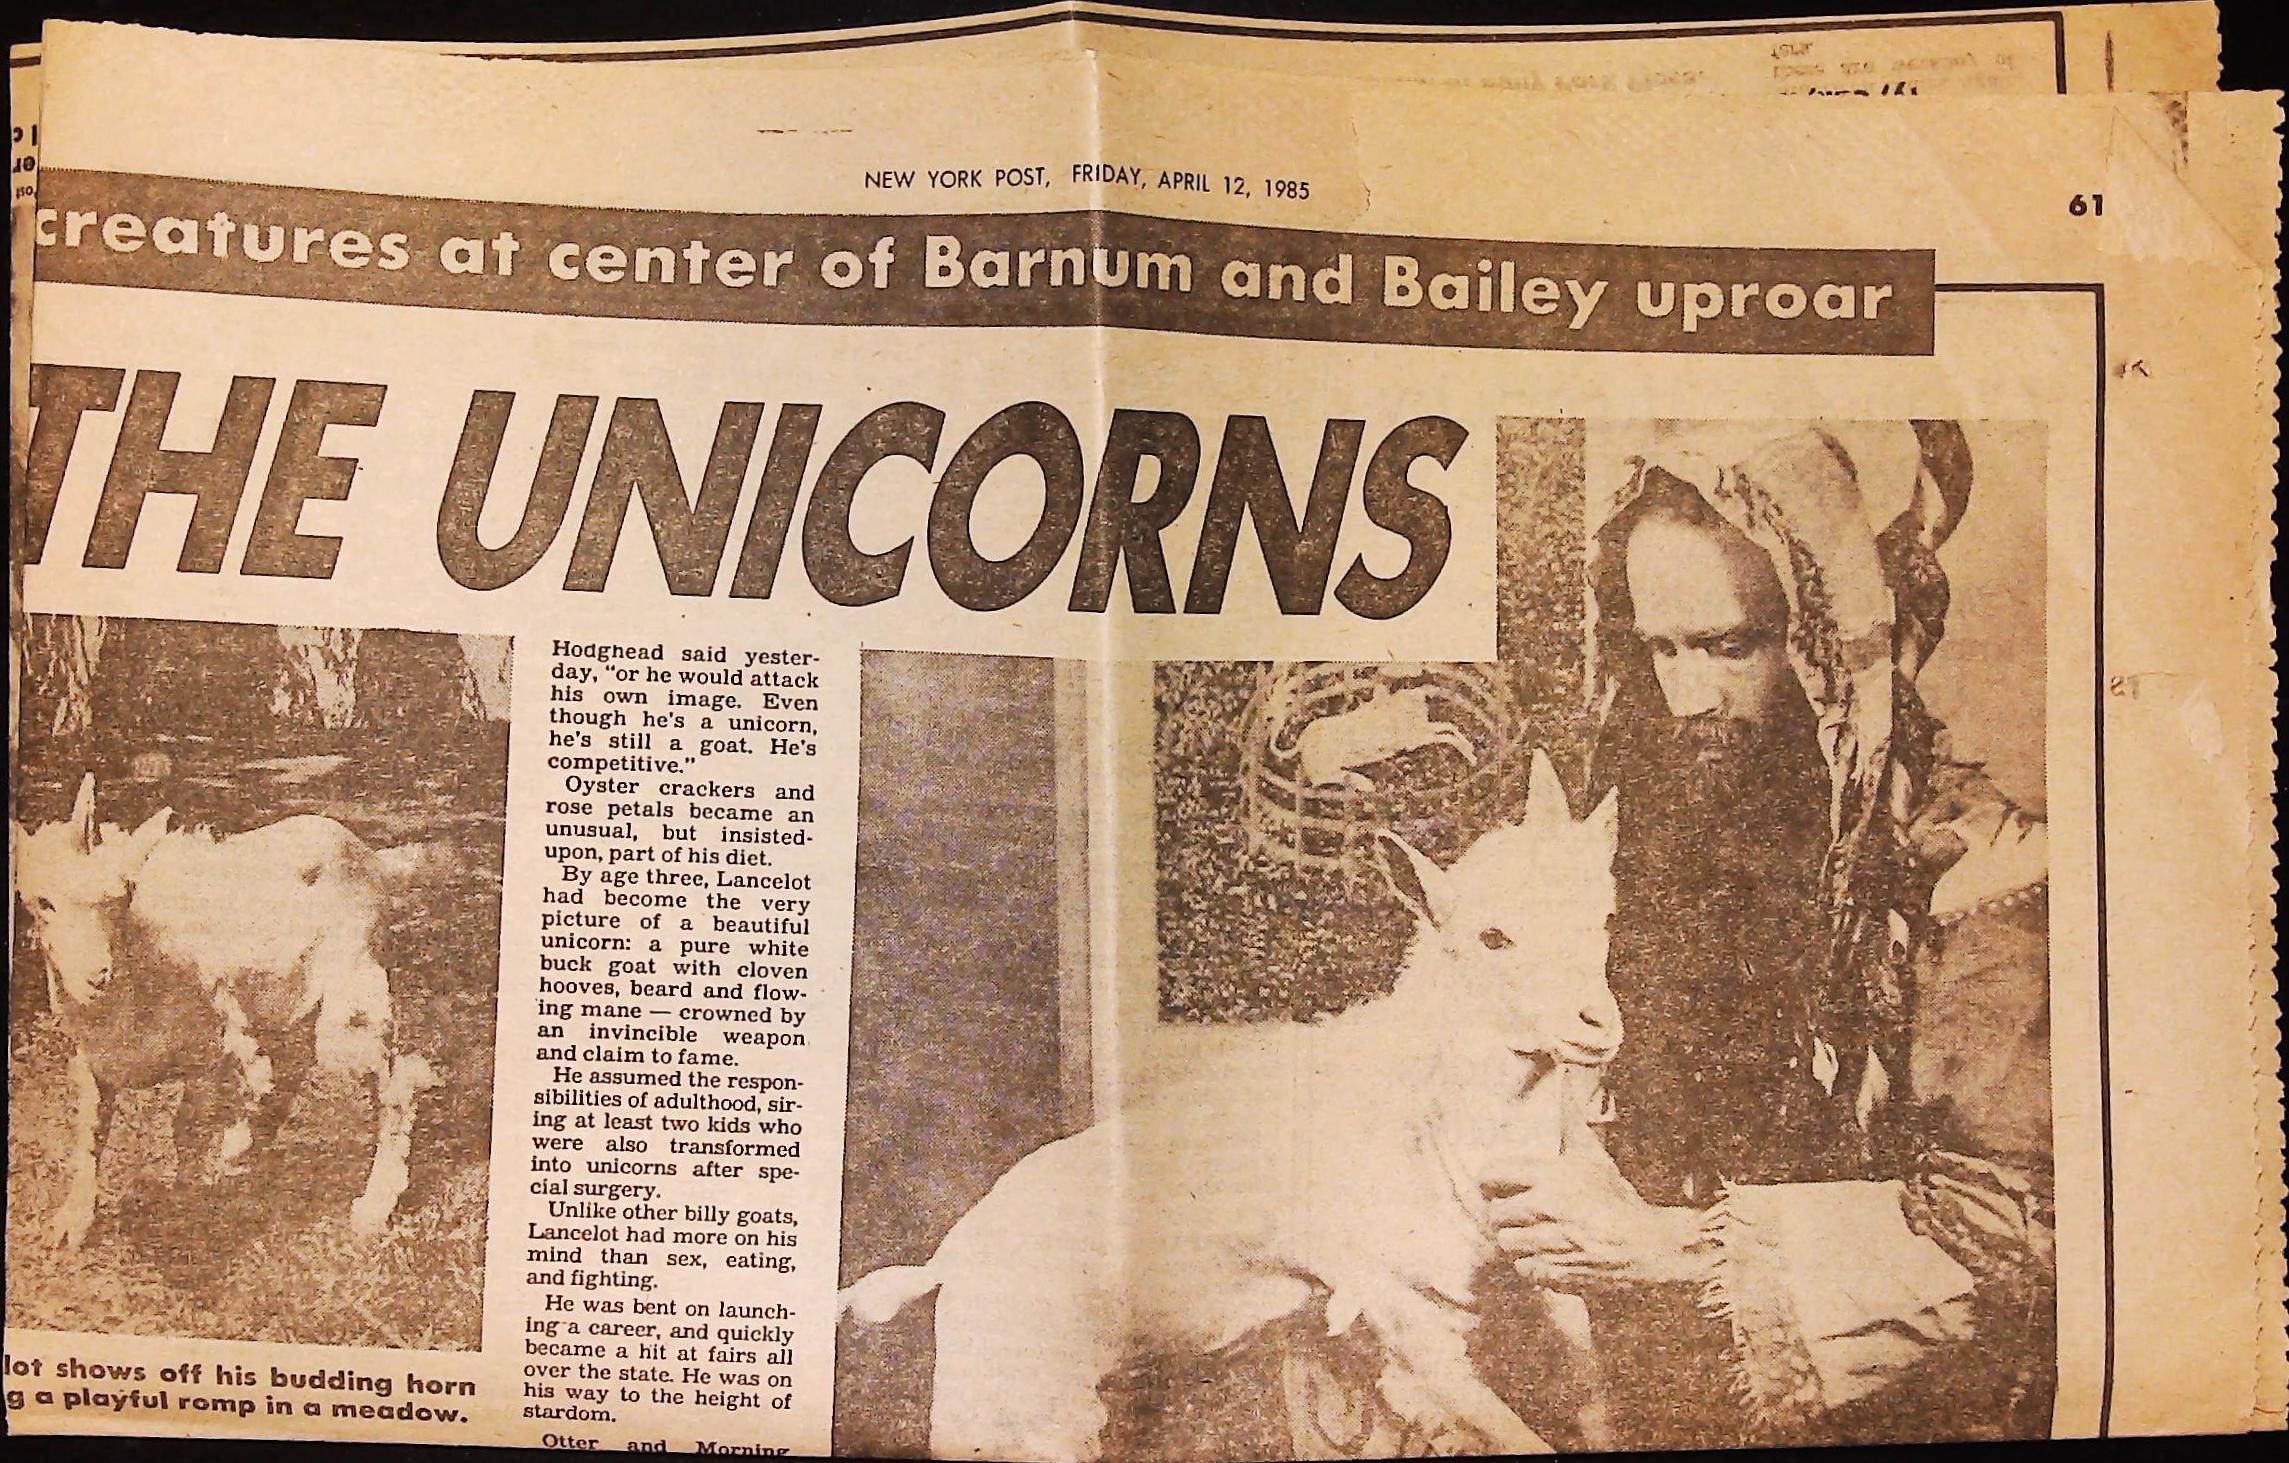 NEW YORK POST, FRIDAY, APRIL 12, 1985
61
creatures at center of Barnum and Bailey uproar
THE UNICORNS
Hodghead said yester-
day, "or he would attack
his own image. Even
though he's a unicorn,
he's still a goat. He's
competitive."
Oyster crackers and
rose petals became an
unusual, but insisted-
upon, part of his diet.
By age three, Lancelot
had become the very
picture of a beautiful
unicorn: a pure white
buck goat with cloven
hooves, beard and flow-
ing mane — crowned by
an invincible weapon
and claim to fame.
He assumed the respon-
sibilities of adulthood, sir-
ing at least two kids who
were also transformed
into unicorns after spe-
cial surgery.
Unlike other billy goats,
Lancelot had more on his
mind than sex, eating,
and fighting.
He was bent on launch-
ing a career, and quickly
became a hit at fairs all
over the state. He was on
his way to the height of
stardom.
Otter and Morning
lot shows off his budding horn
g a playful romp in a meadow.